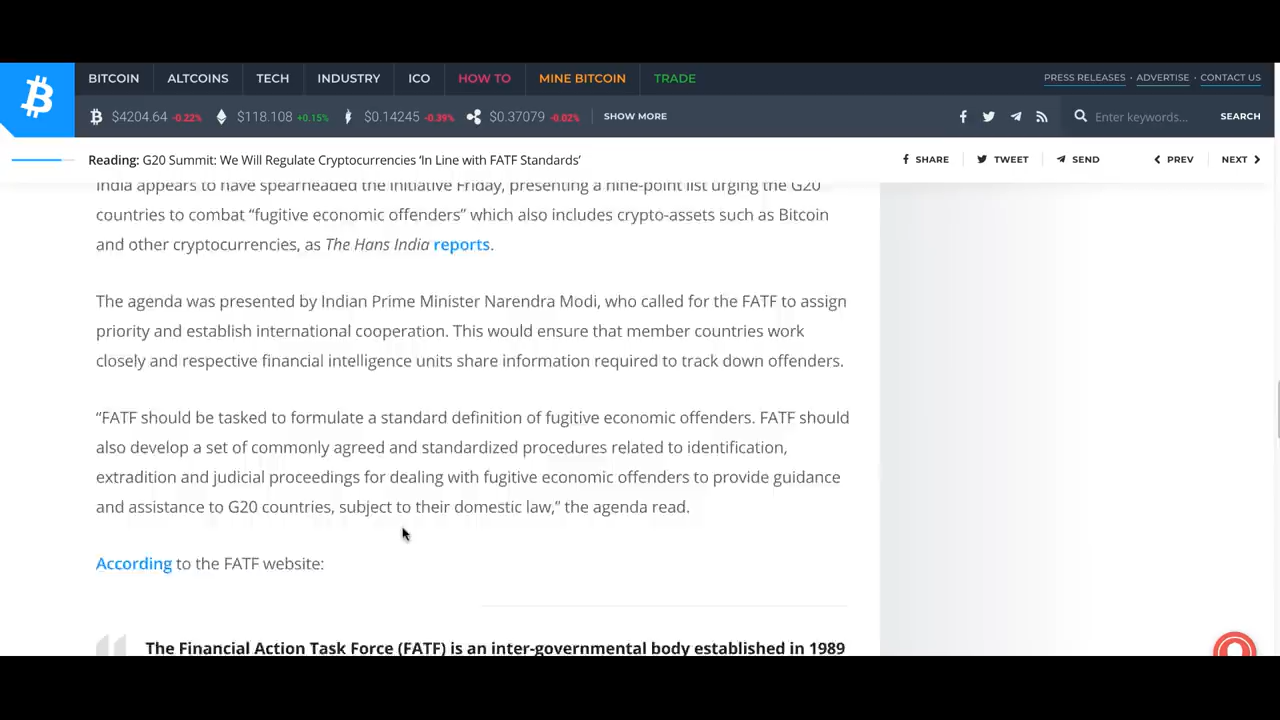 BITCOIN ALTCOINS TECH INDUSTRY ICO HOW TO MINE BITCOIN TRADE PRESS RELEASES · ADVERTISE · CONTACT US
$4204.64 -0.22% $118.108 +0.15% $0.14245 -0.39% $0.37079 -0.02% SHOW MORE Enter keywords... SEARCH
Reading: G20 Summit: We Will Regulate Cryptocurrencies ‘In Line with FATF Standards’ SHARE TWEET SEND PREV NEXT
India appears to have spearheaded the initiative Friday, presenting a nine-point list urging the G20
countries to combat “fugitive economic offenders” which also includes crypto-assets such as Bitcoin
and other cryptocurrencies, as The Hans India reports.
The agenda was presented by Indian Prime Minister Narendra Modi, who called for the FATF to assign
priority and establish international cooperation. This would ensure that member countries work
closely and respective financial intelligence units share information required to track down offenders.
“FATF should be tasked to formulate a standard definition of fugitive economic offenders. FATF should
also develop a set of commonly agreed and standardized procedures related to identification,
extradition and judicial proceedings for dealing with fugitive economic offenders to provide guidance
and assistance to G20 countries, subject to their domestic law,” the agenda read.
According to the FATF website:
The Financial Action Task Force (FATF) is an inter-governmental body established in 1989